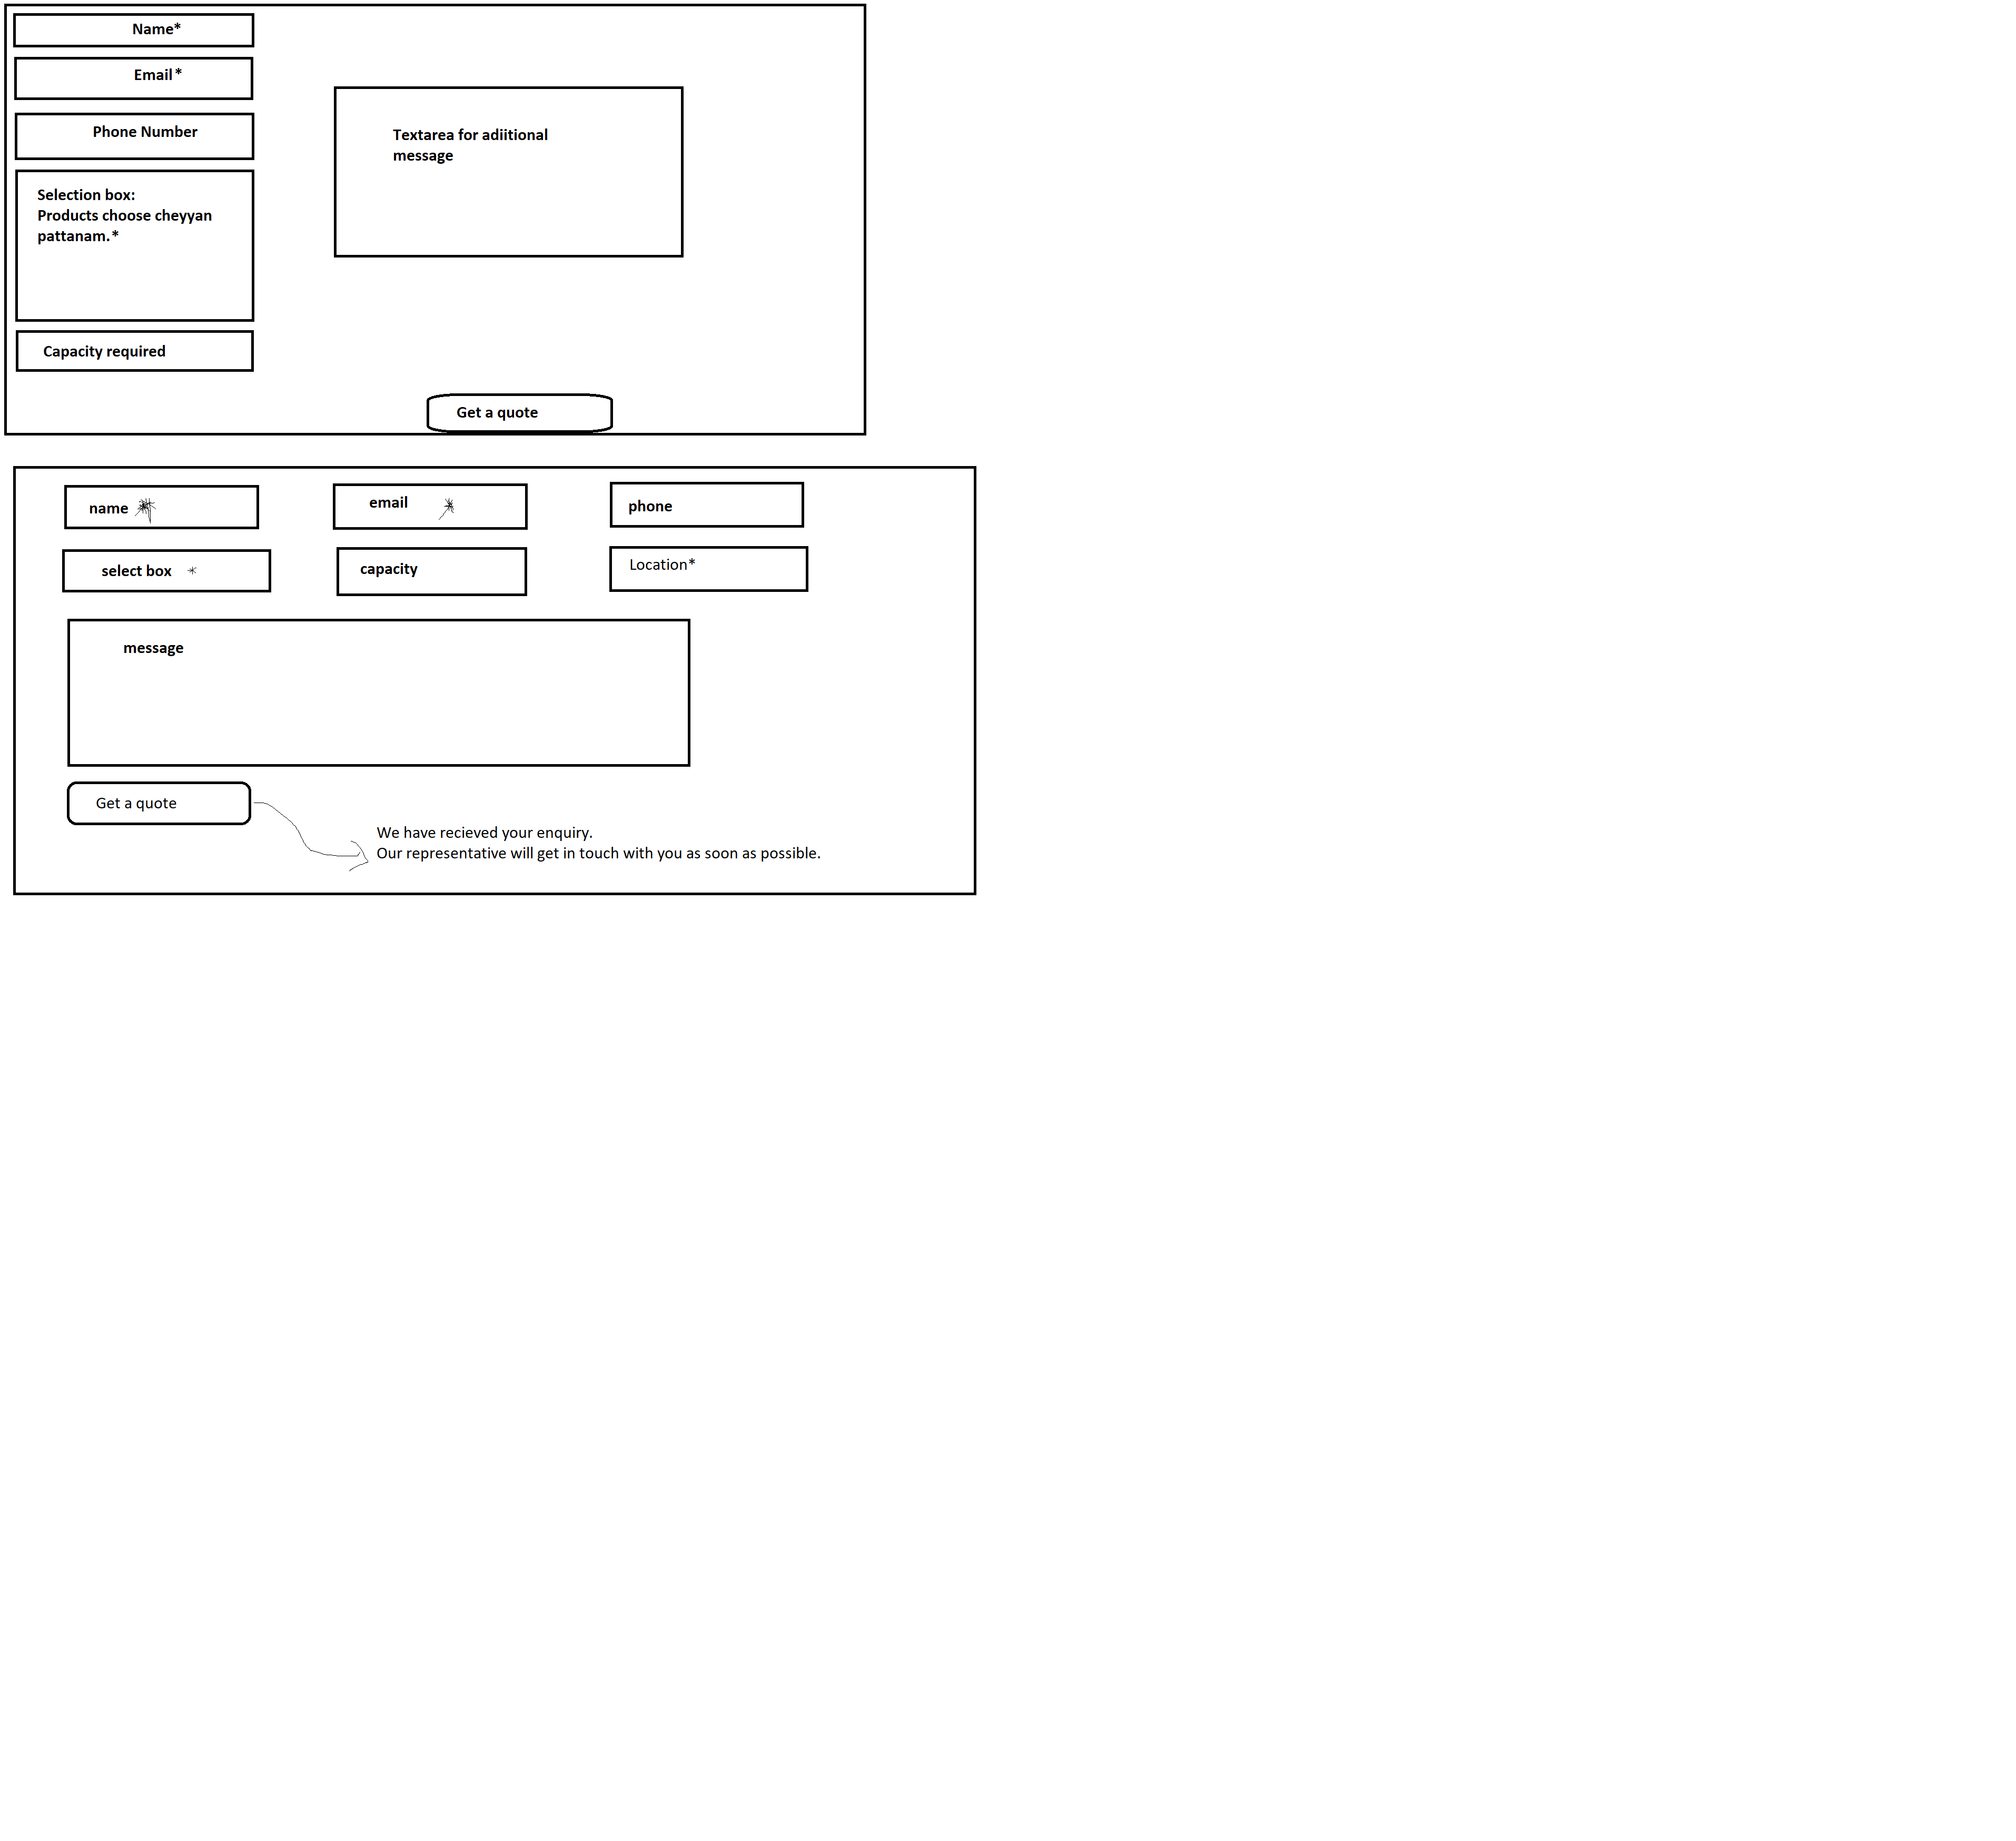 Name*
Email*
Phone Number
Textarea for adiitional
message
Selection box:
Products choose cheyyan
pattanam.*
Capacity required
Get a quote
name *
email *
phone
select box *
capacity
Location*
message
Get a quote
We have recieved your enquiry.
Our representative will get in touch with you as soon as possible.